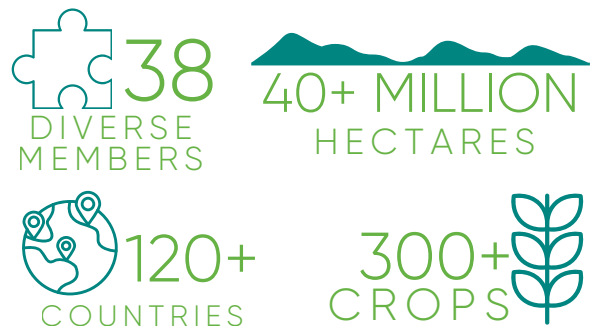 38
DIVERSE
MEMBERS
40+ MILLION
HECTARES
120+
COUNTRIES
300+
CROPS